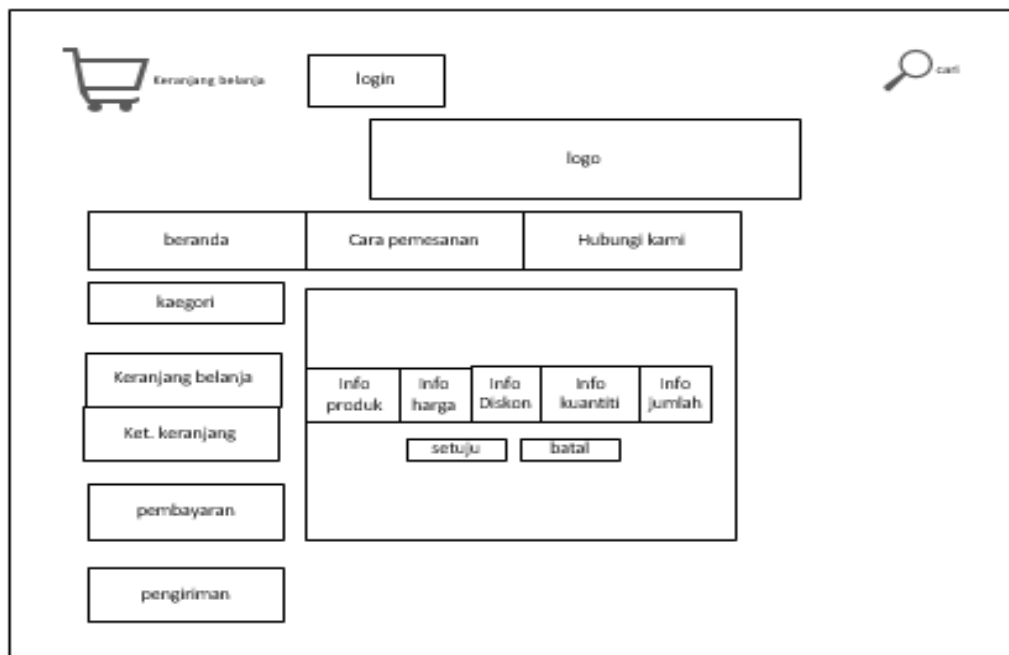 Keranjang belanja
login
cari
logo
beranda
Cara pemesanan
Hubungi kami
kaegori
Keranjang belanja
Ket. keranjang
pembayaran
pengiriman
Info
produk
Info
harga
Info
Diskon
Info
kuantiti
Info
jumlah
setuju
batal